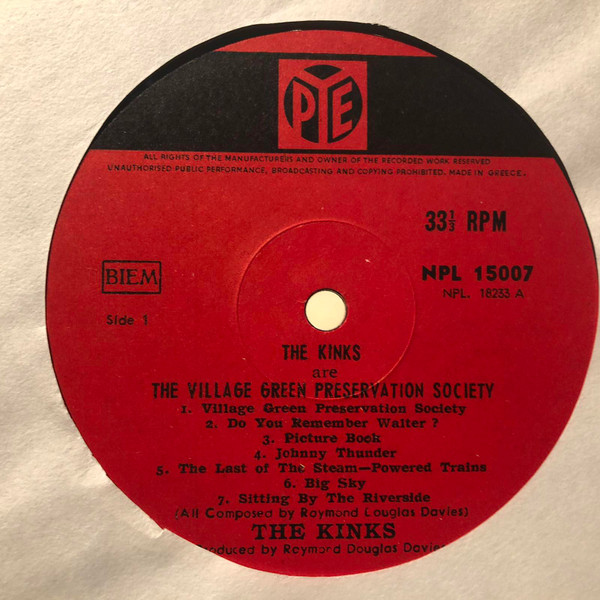 PYE
ALL RIGHTS OF THE MANUFACTURERS AND OWNER OF THE RECORDED WORK RESERVED
UNAUTHORISED PUBLIC PERFORMANCE, BROADCASTING AND COPYING PROHIBITED. MADE IN GREECE.
33⅓ RPM
BIEM
NPL 15007
NPL. 18233 A
Side 1
THE KINKS
are
THE VILLAGE GREEN PRESERVATION SOCIETY
1. Village Green Preservation Society
2. Do You Remember Walter ?
3. Picture Book
4. Johnny Thunder
5. The Last of The Steam—Powered Trains
6. Big Sky
7. Sitting By The Riverside
(All Composed by Raymond Douglas Davies)
THE KINKS
roduced by Raymond Douglas Davies